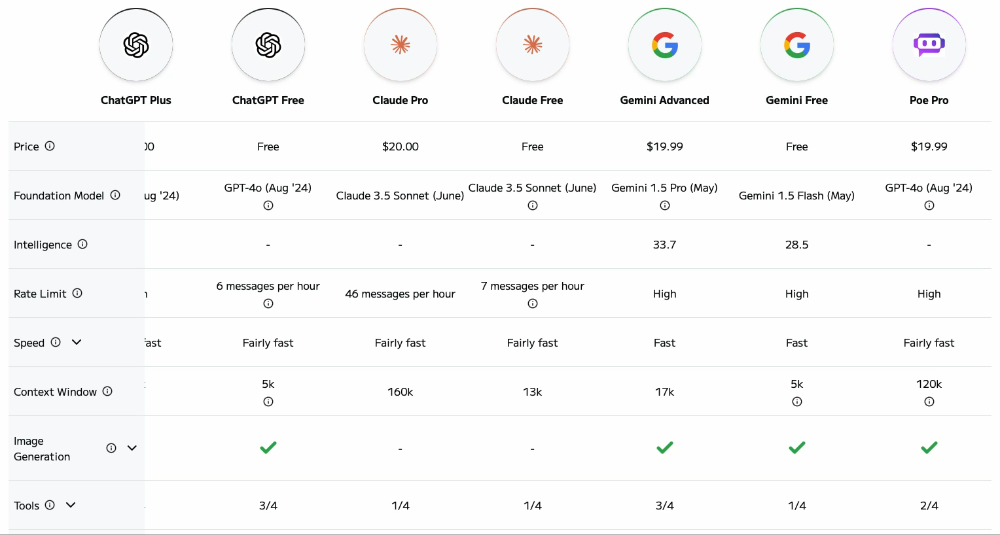 ChatGPT Plus ChatGPT Free Claude Pro Claude Free Gemini Advanced Gemini Free Poe Pro
Price 00 Free $20.00 Free $19.99 Free $19.99
Foundation Model ug '24) GPT-4o (Aug '24) Claude 3.5 Sonnet (June) Claude 3.5 Sonnet (June) Gemini 1.5 Pro (May) Gemini 1.5 Flash (May) GPT-4o (Aug '24)
Intelligence - - - 33.7 28.5 -
Rate Limit 6 messages per hour 46 messages per hour 7 messages per hour High High High
Speed fast Fairly fast Fairly fast Fairly fast Fast Fast Fairly fast
Context Window 5k 160k 13k 17k 5k 120k
Image
Generation - -
Tools 3/4 1/4 1/4 3/4 1/4 2/4